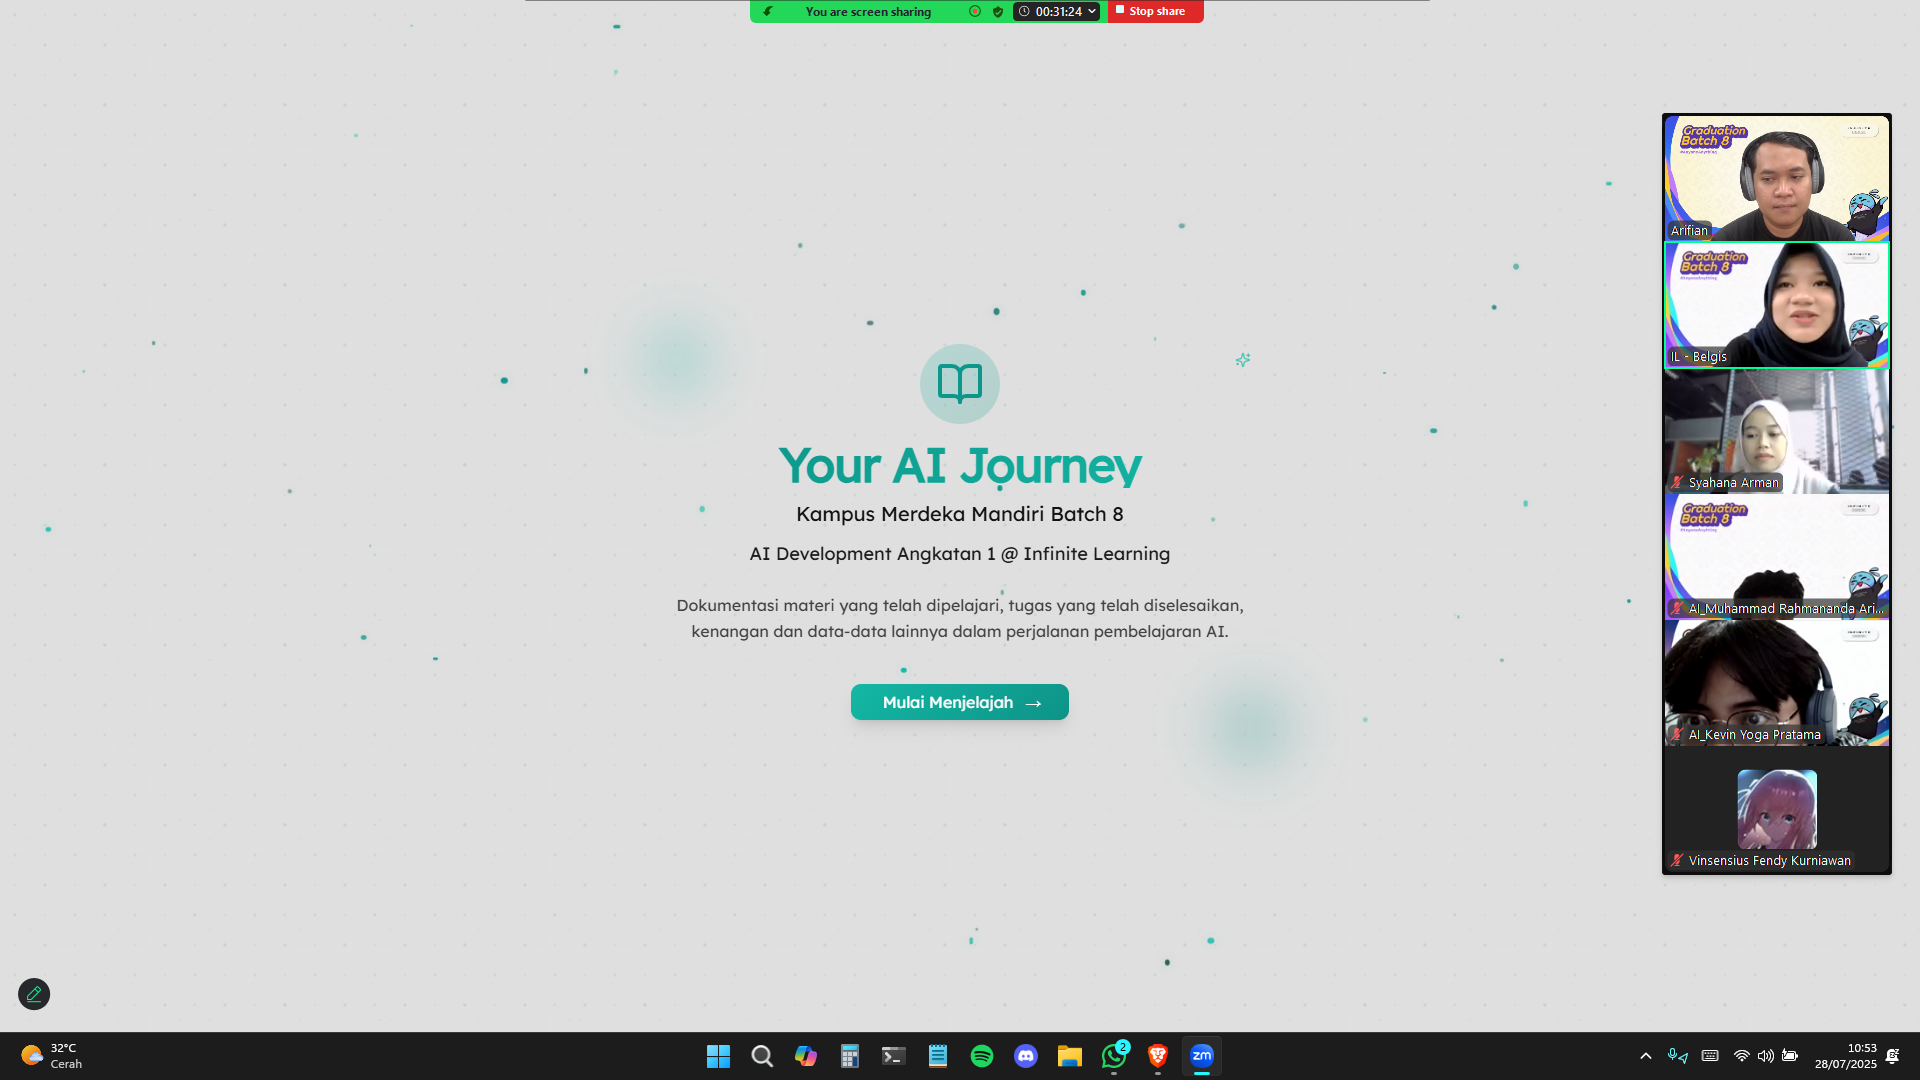 You are screen sharing
00:31:24
Stop share
Graduation
Batch 8
Arifian
Graduation
Batch 8
IL - Belgis
Syahana Arman
Graduation
Batch 8
AI_Muhammad Rahmananda Ari...
AI_Kevin Yoga Pratama
Vinsensius Fendy Kurniawan
Your AI Journey
Kampus Merdeka Mandiri Batch 8
AI Development Angkatan 1 @ Infinite Learning
Dokumentasi materi yang telah dipelajari, tugas yang telah diselesaikan,
kenangan dan data-data lainnya dalam perjalanan pembelajaran AI.
Mulai Menjelajah →
32°C
Cerah
2
zm
10:53
28/07/2025